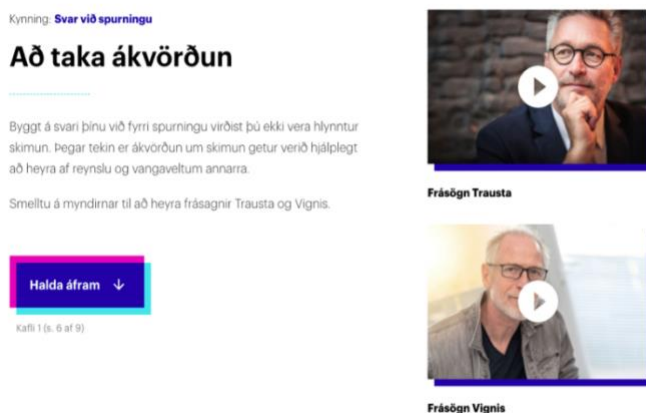 Kynning: Svar við spurningu
Að taka ákvörðun
Byggt á svari þínu við fyrri spurningu virðist þú ekki vera hlynntur
skimun. Þegar tekin er ákvörðun um skimun getur verið hjálplegt
að heyra af reynslu og vangaveltum annarra.
Smelltu á myndirnar til að heyra frásagnir Trausta og Vignis.
Halda áfram
Kafli 1 (s. 6 af 9)
Frásögn Trausta
Frásögn Vignis